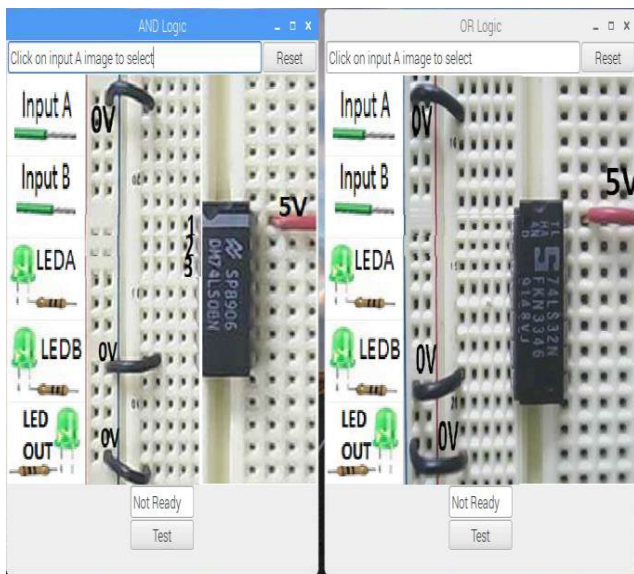 AND Logic
Click on input A image to select
Reset
Input A
0V
Input B
5V
1
2
LEDA
SP8906
DM74LS08N
LEDB
0V
LED
OUT
0V
Not Ready
Test
OR Logic
Click on input A image to select
Reset
Input A
0V
Input B
5V
LEDA
S
74LS32N
FKN3346
9148VJ
LEDB
0V
LED
OUT
0V
Not Ready
Test